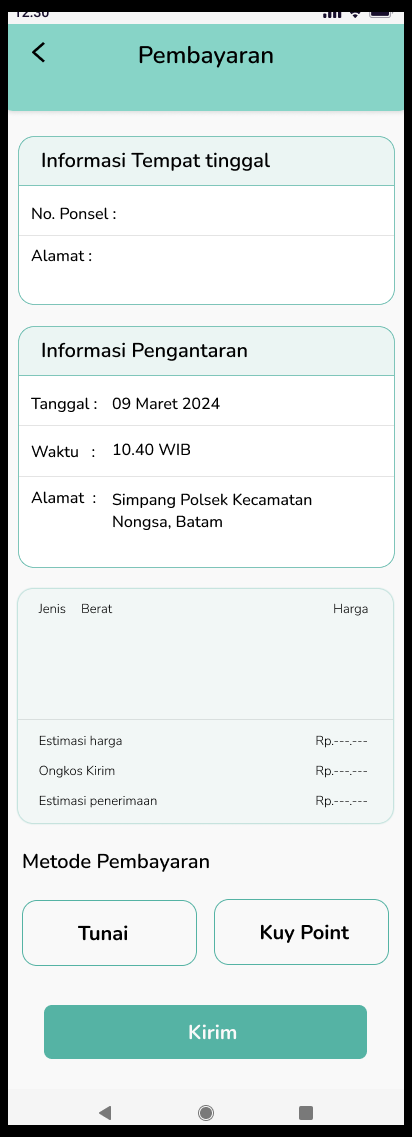 12:30
Pembayaran
Informasi Tempat tinggal
No. Ponsel :
Alamat :
Informasi Pengantaran
Tanggal : 09 Maret 2024
Waktu : 10.40 WIB
Alamat : Simpang Polsek Kecamatan
Nongsa, Batam
Jenis Berat Harga
Estimasi harga Rp.---.---
Ongkos Kirim Rp.---.---
Estimasi penerimaan Rp.---.---
Metode Pembayaran
Tunai Kuy Point
Kirim